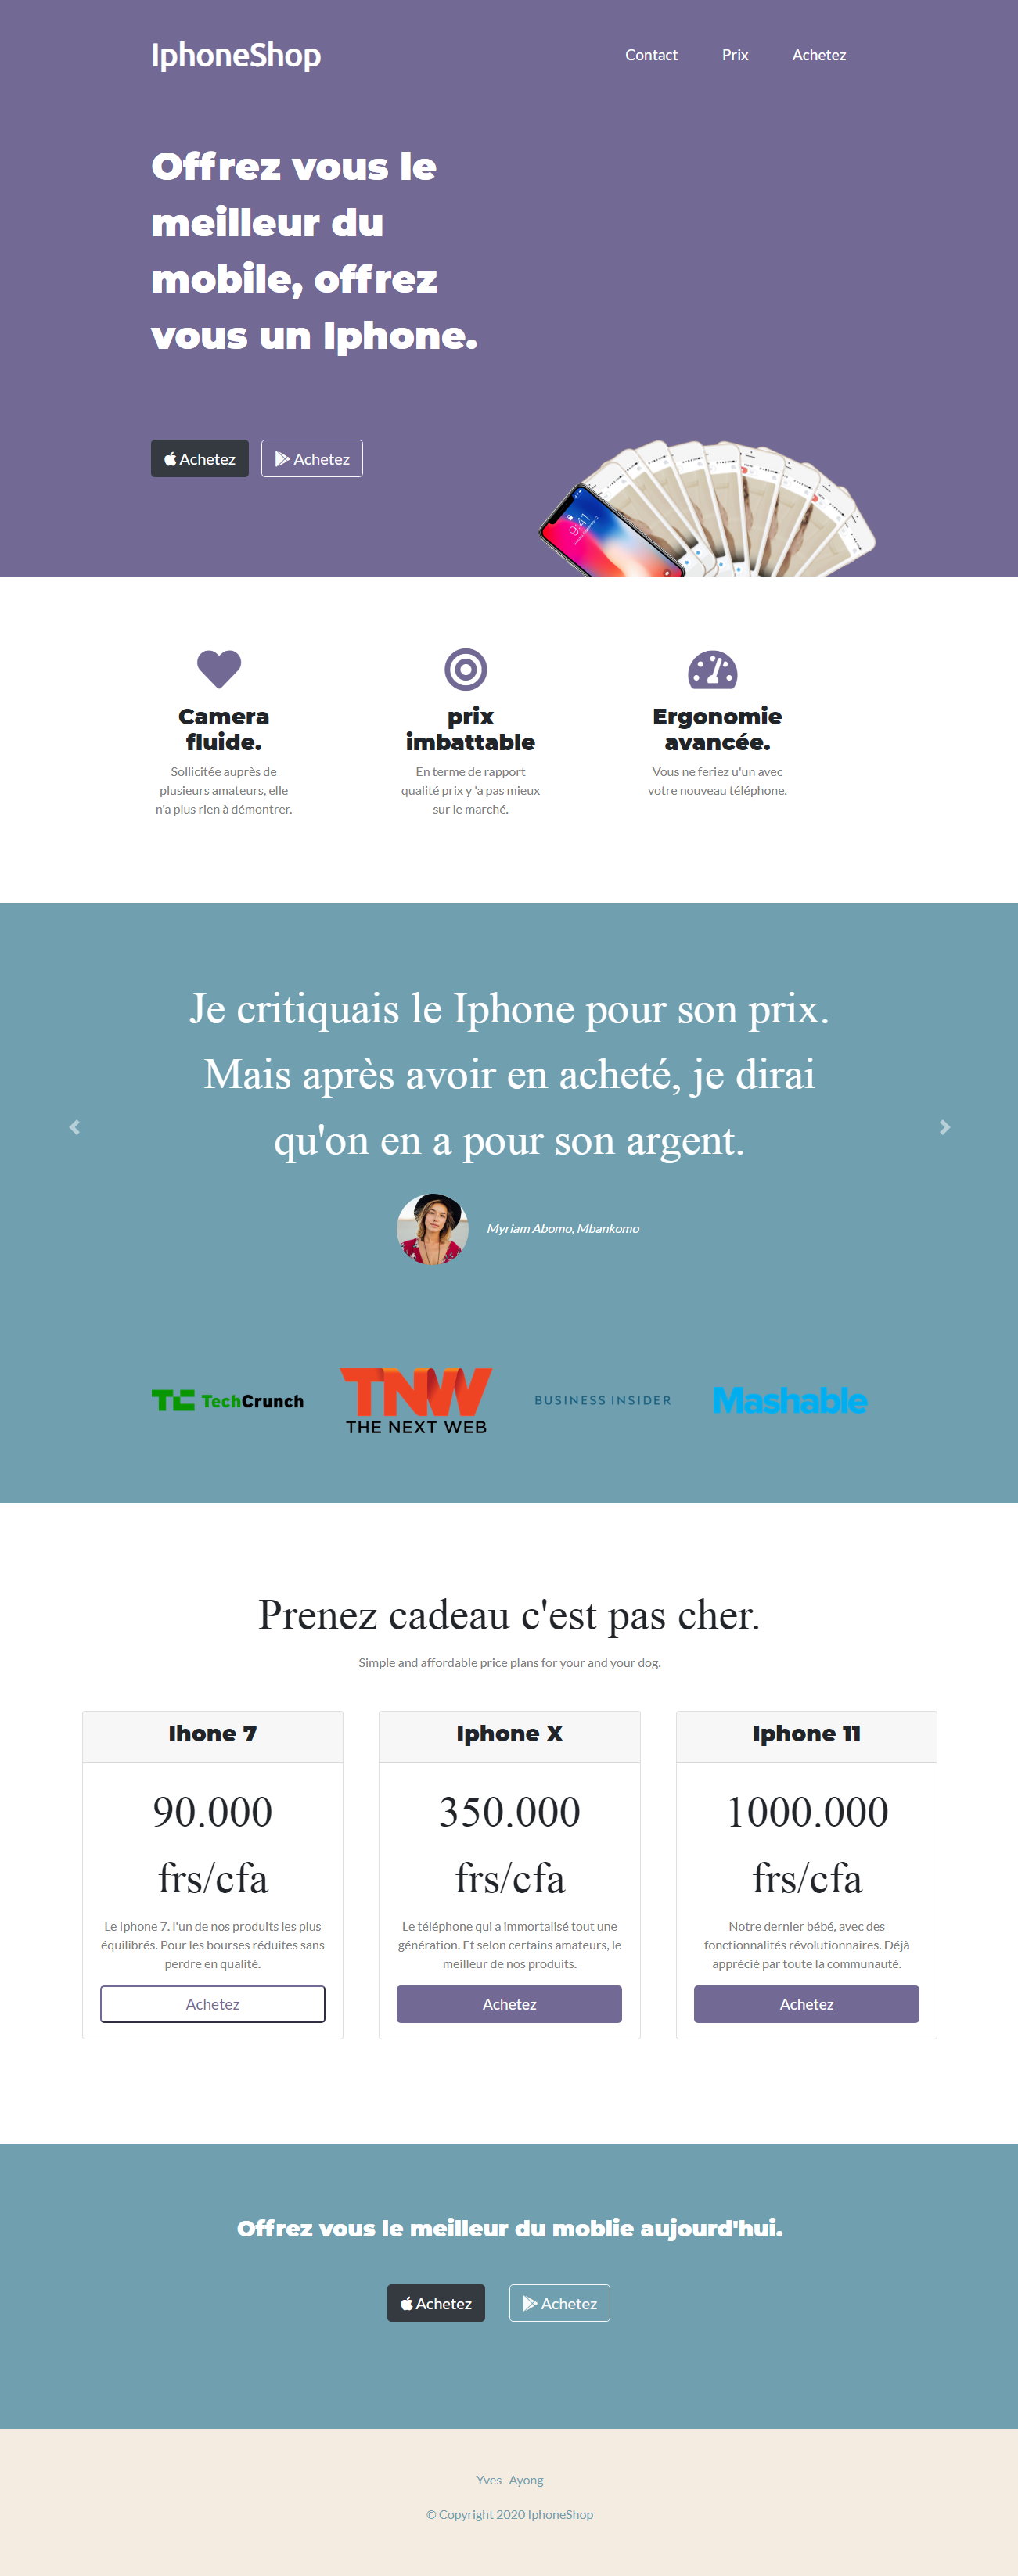 IphoneShop
Contact Prix Achetez
Offrez vous le
meilleur du
mobile, offrez
vous un Iphone.
Achetez Achetez
9:41
Camera
fluide.
Sollicitée auprès de
plusieurs amateurs, elle
n'a plus rien à démontrer.
prix
imbattable
En terme de rapport
qualité prix y 'a pas mieux
sur le marché.
Ergonomie
avancée.
Vous ne feriez u'un avec
votre nouveau téléphone.
Je critiquais le Iphone pour son prix.
Mais après avoir en acheté, je dirai
qu'on en a pour son argent.
Myriam Abomo, Mbankomo
TC TechCrunch
TNW
THE NEXT WEB
BUSINESS INSIDER
Mashable
Prenez cadeau c'est pas cher.
Simple and affordable price plans for your and your dog.
Ihone 7
90.000
frs/cfa
Le Iphone 7. l'un de nos produits les plus
équilibrés. Pour les bourses réduites sans
perdre en qualité.
Achetez
Iphone X
350.000
frs/cfa
Le téléphone qui a immortalisé tout une
génération. Et selon certains amateurs, le
meilleur de nos produits.
Achetez
Iphone 11
1000.000
frs/cfa
Notre dernier bébé, avec des
fonctionnalités révolutionnaires. Déjà
apprécié par toute la communauté.
Achetez
Offrez vous le meilleur du moblie aujourd'hui.
Achetez Achetez
Yves Ayong
© Copyright 2020 IphoneShop